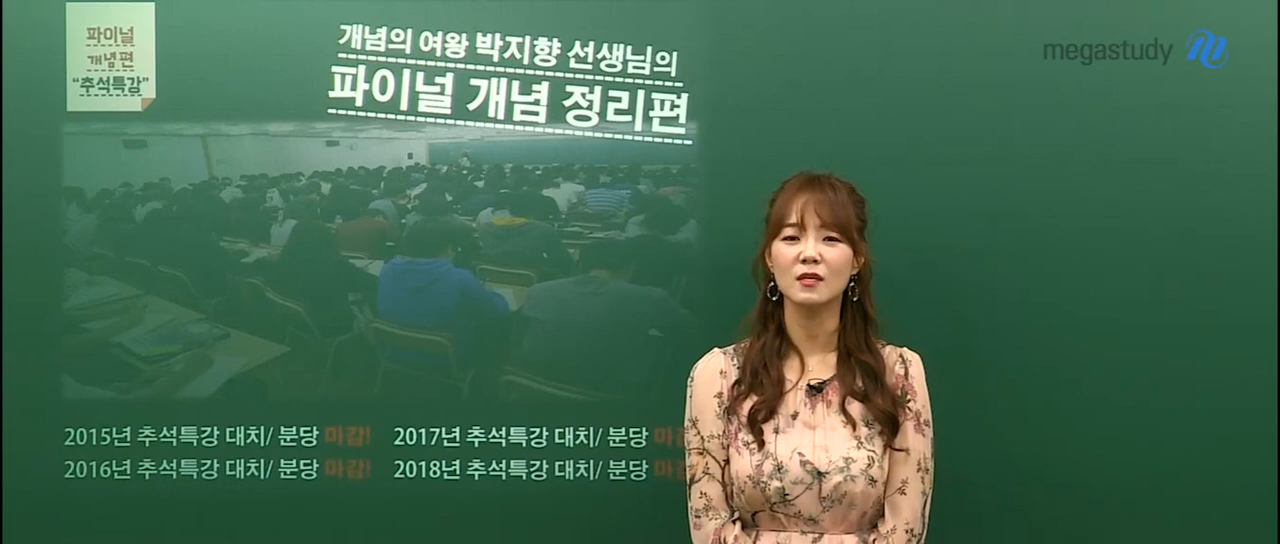 파이널
개념편
“추석특강”
개념의 여왕 박지향 선생님의
파이널 개념 정리편
megastudy
2015년 추석특강 대치/ 분당 마감!
2016년 추석특강 대치/ 분당 마감!
2017년 추석특강 대치/ 분당 마감
2018년 추석특강 대치/ 분당 마감